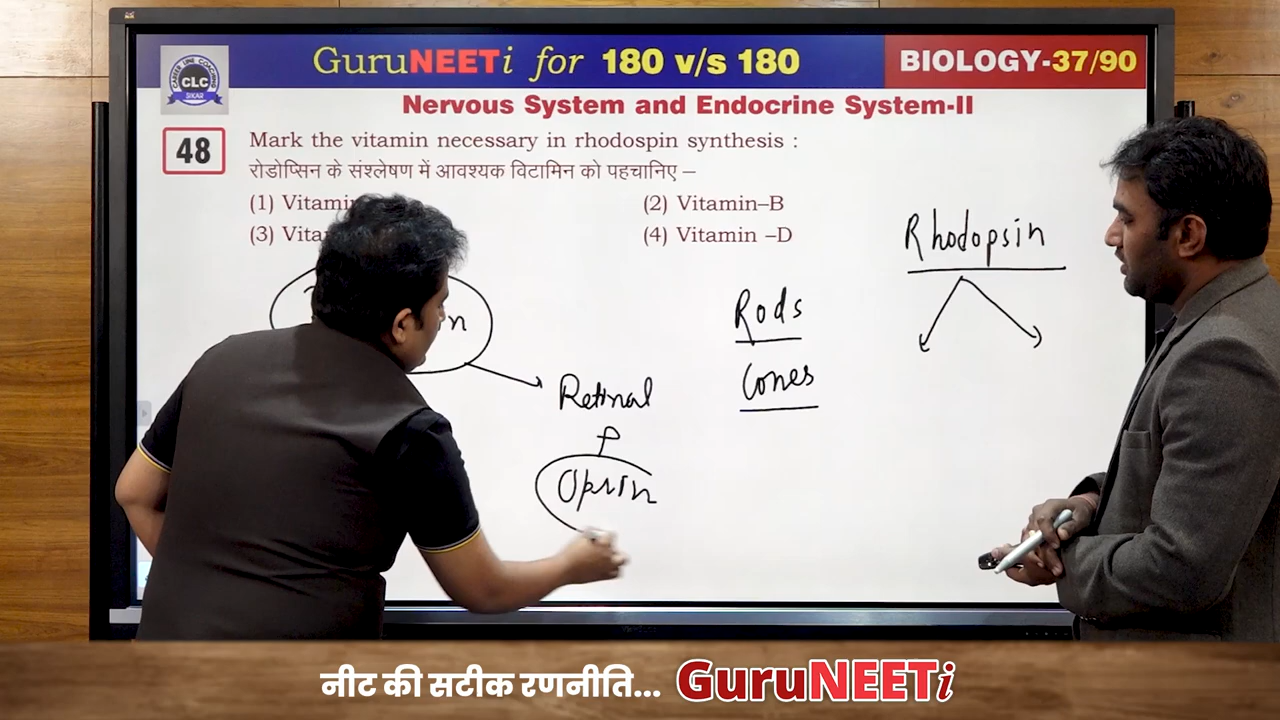 GuruNEETi for 180 v/s 180
BIOLOGY-37/90
CAREER LINE COACHING
CLC
SIKAR
Nervous System and Endocrine System-II
48
Mark the vitamin necessary in rhodospin synthesis :
रोडोप्सिन के संश्लेषण में आवश्यक विटामिन को पहचानिए –
(1)
(2) Vitamin–B
(3)
(4) Vitamin –D
Rhodopsin
Rods
Cones
Retinal
Opsin
नीट की सटीक रणनीति... GuruNEETi